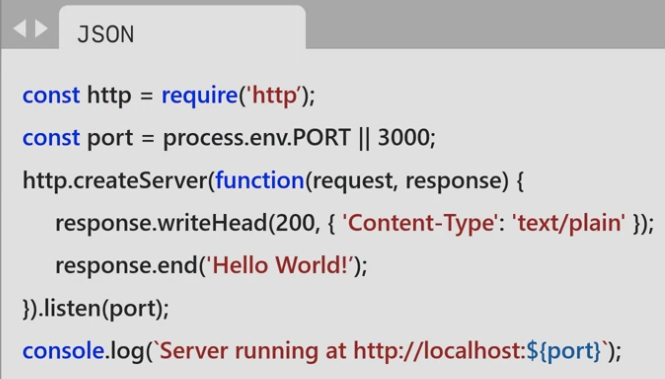 JSON
const http = require('http');
const port = process.env.PORT || 3000;
http.createServer(function(request, response) {
response.writeHead(200, { 'Content-Type': 'text/plain' });
response.end('Hello World!');
}).listen(port);
console.log(`Server running at http://localhost:${port}`);